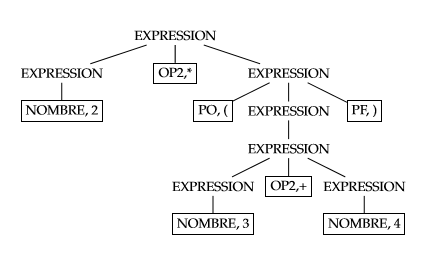 EXPRESSION
EXPRESSION OP2,* EXPRESSION
NOMBRE, 2 PO, ( EXPRESSION PF, )
EXPRESSION
EXPRESSION OP2,+ EXPRESSION
NOMBRE, 3 NOMBRE, 4